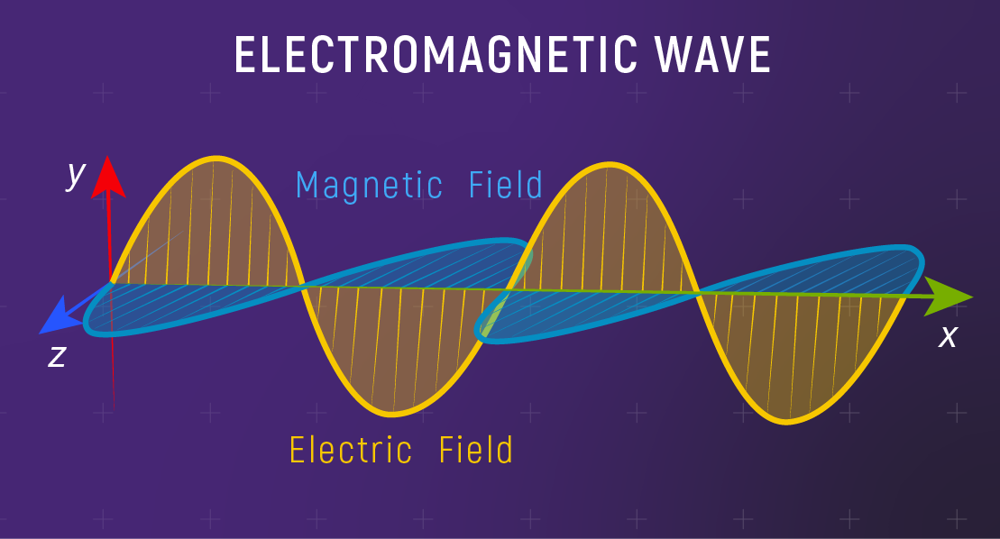 ELECTROMAGNETIC WAVE
y
Magnetic Field
z
x
Electric Field